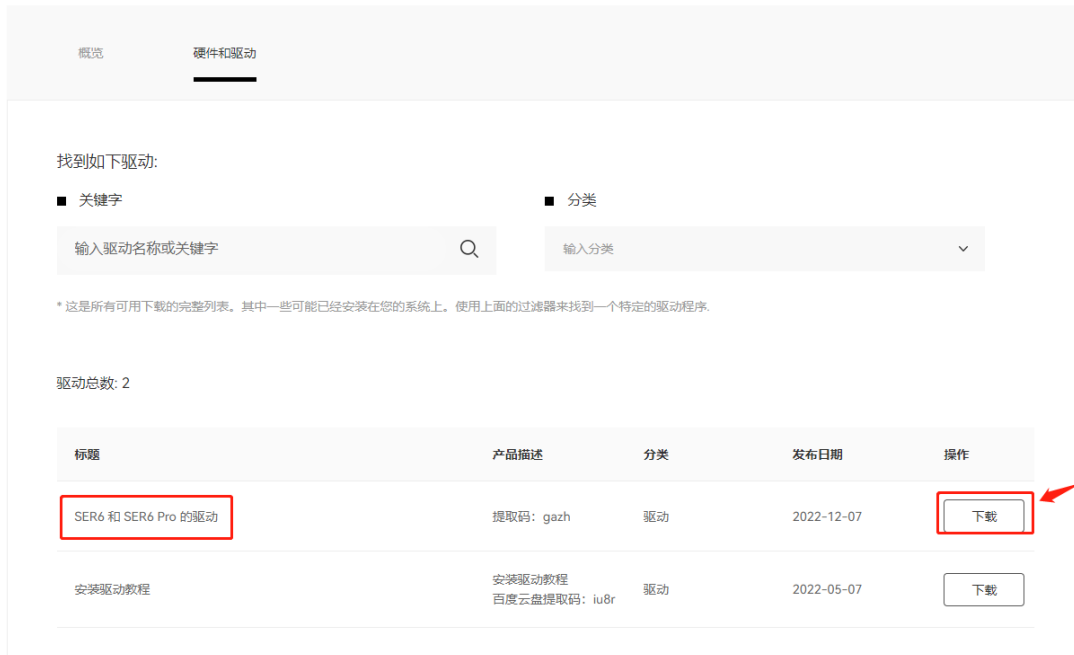 概览 硬件和驱动
找到如下驱动:
关键字 分类
输入驱动名称或关键字 输入分类
* 这是所有可用下载的完整列表。其中一些可能已经安装在您的系统上。使用上面的过滤器来找到一个特定的驱动程序.
驱动总数: 2
标题 产品描述 分类 发布日期 操作
SER6 和 SER6 Pro 的驱动 提取码：gazh 驱动 2022-12-07 下载
安装驱动教程 安装驱动教程 驱动 2022-05-07 下载
百度云盘提取码：iu8r